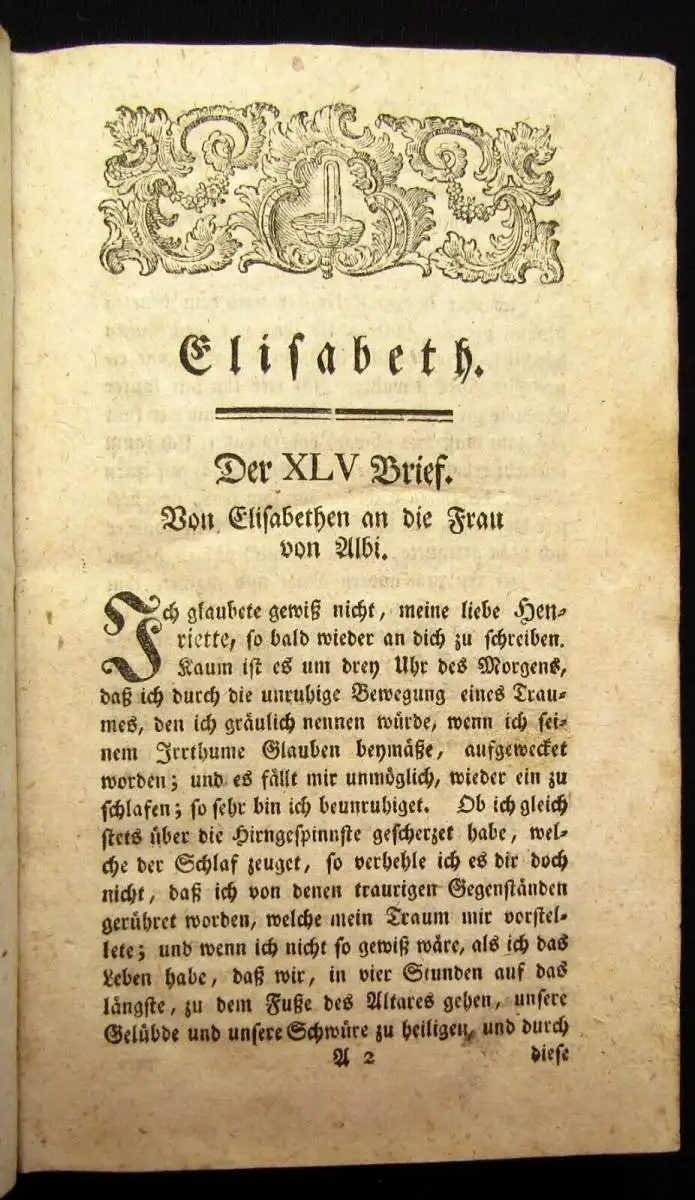 Elisabeth.
Der XLV Brief.
Von Elisabethen an die Frau
von Albi.
Ich glaubete gewiß nicht, meine liebe Hen-
riette, so bald wieder an dich zu schreiben.
Kaum ist es um drey Uhr des Morgens,
daß ich durch die unruhige Bewegung eines Trau-
mes, den ich gräulich nennen würde, wenn ich sei-
nem Irrthume Glauben beymäße, aufgewecket
worden; und es fällt mir unmöglich, wieder ein zu
schlafen; so sehr bin ich beunruhiget. Ob ich gleich
stets über die Hirngespinnste gescherzet habe, wel-
che der Schlaf zeuget, so verhehle ich es dir doch
nicht, daß ich von denen traurigen Gegenständen
gerühret worden, welche mein Traum mir vorstel-
lete; und wenn ich nicht so gewiß wäre, als ich das
Leben habe, daß wir, in vier Stunden auf das
längste, zu dem Fuße des Altares gehen, unsere
Gelübde und unsere Schwüre zu heiligen, und durch
A 2 diese